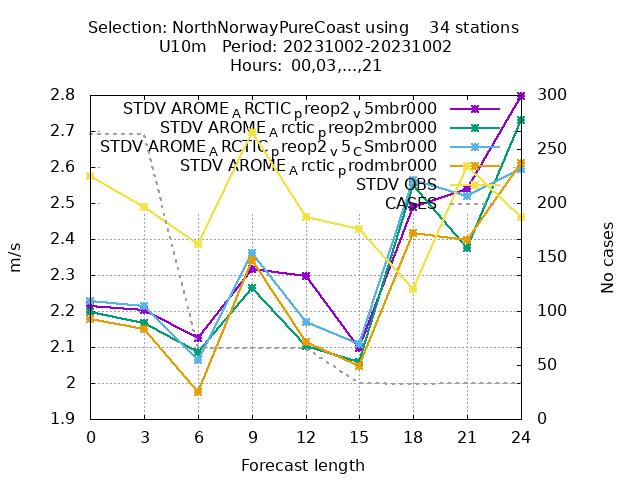 Selection: NorthNorwayPureCoast using    34 stations
U10m   Period: 20231002-20231002
Hours:  00,03,...,21
2.8
2.7
2.6
2.5
2.4
2.3
2.2
2.1
2
1.9
m/s
STDV AROME_ARCTIC_preop2_v5mbr000
STDV AROME_Arctic_preop2mbr000
STDV AROME_ARCTIC_preop2_v5_CSmbr000
STDV AROME_Arctic_prodmbr000
STDV OBS
CASES
300
250
200
150
100
50
0
No cases
0 3 6 9 12 15 18 21 24
Forecast length